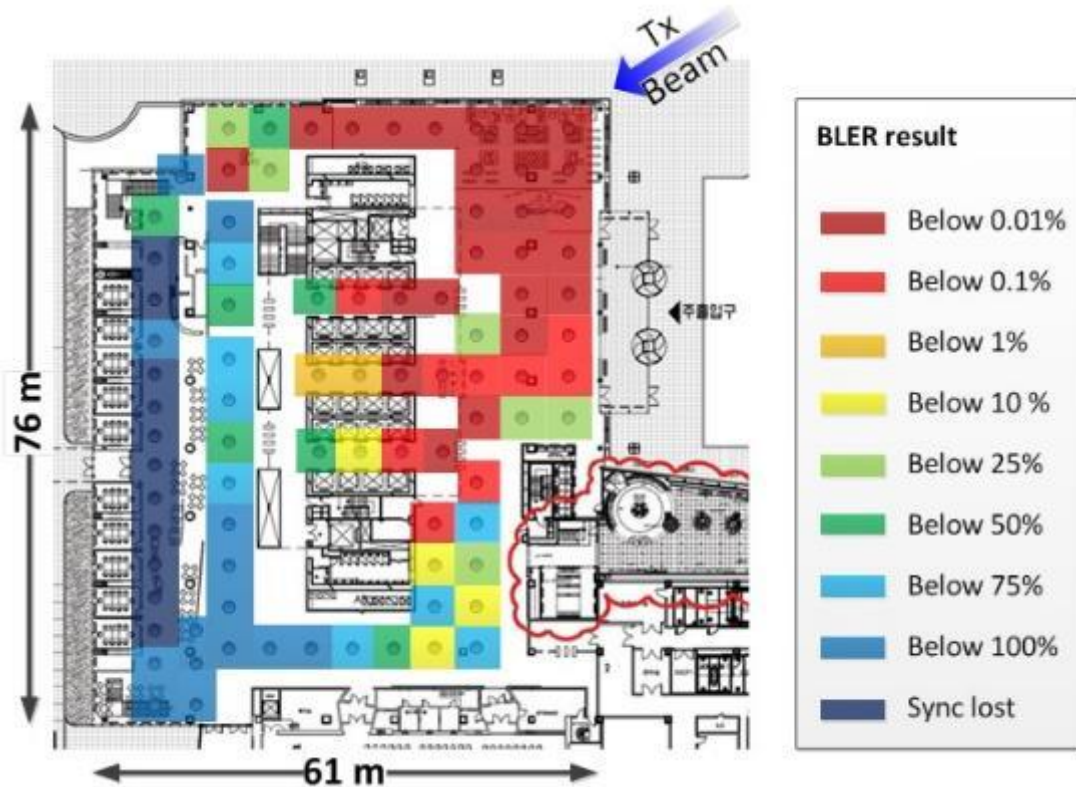 Tx
Beam
BLER result
Below 0.01%
Below 0.1%
Below 1%
Below 10 %
Below 25%
Below 50%
Below 75%
Below 100%
Sync lost
주출입구
76 m
61 m